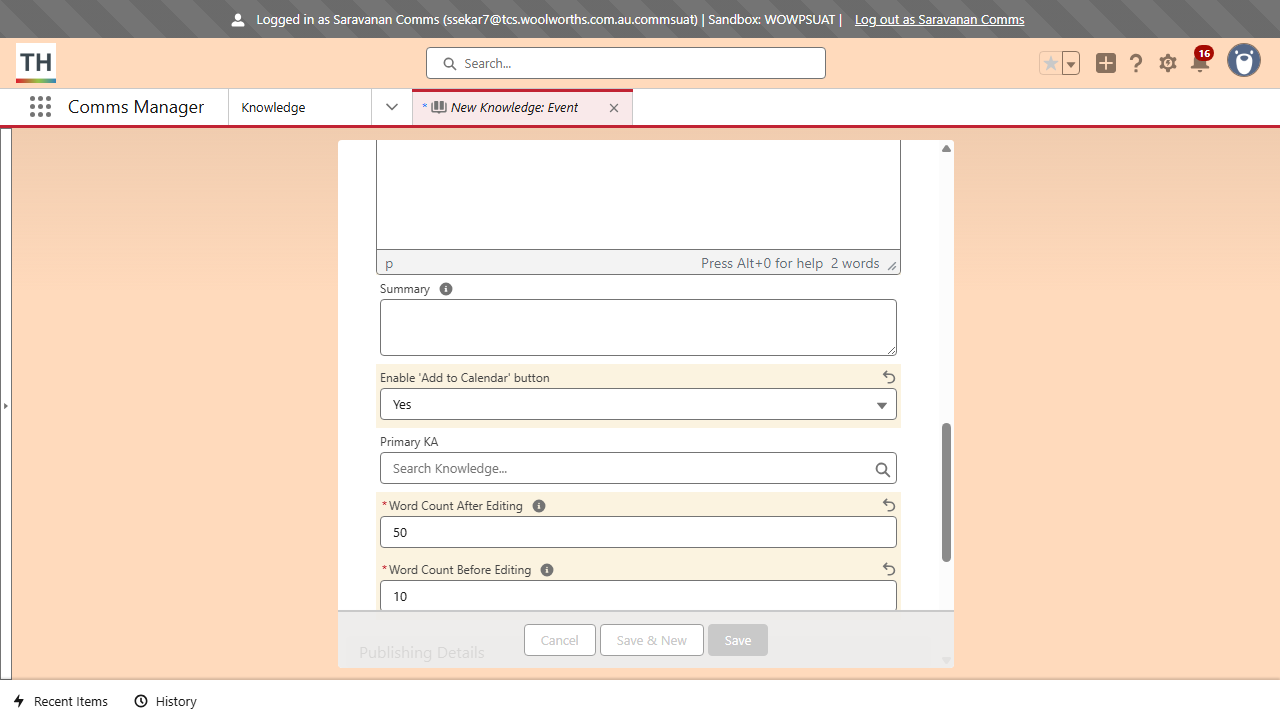 Logged in as Saravanan Comms (ssekar7@tcs.woolworths.com.au.commsuat) | Sandbox: WOWPSUAT | Log out as Saravanan Comms
TH
Search...
16
Comms Manager
Knowledge
* New Knowledge: Event
p
Press Alt+0 for help 2 words
Summary
Enable 'Add to Calendar' button
Yes
Primary KA
Search Knowledge...
*Word Count After Editing
50
*Word Count Before Editing
10
Cancel
Save & New
Save
Publishing Details
Recent Items
History